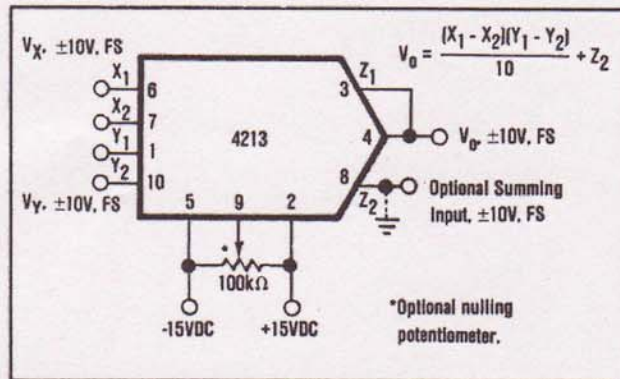 Vx, ±10V, FS
X1
6
X2
7
Y1
1
Y2
10
VY, ±10V, FS
4213
Z1
3
4
8
Z2
5 9 2
Vo = (X1 - X2)(Y1 - Y2) / 10 + Z2
Vo, ±10V, FS
Optional Summing
Input, ±10V, FS
*
100kΩ
-15VDC
+15VDC
*Optional nulling
potentiometer.